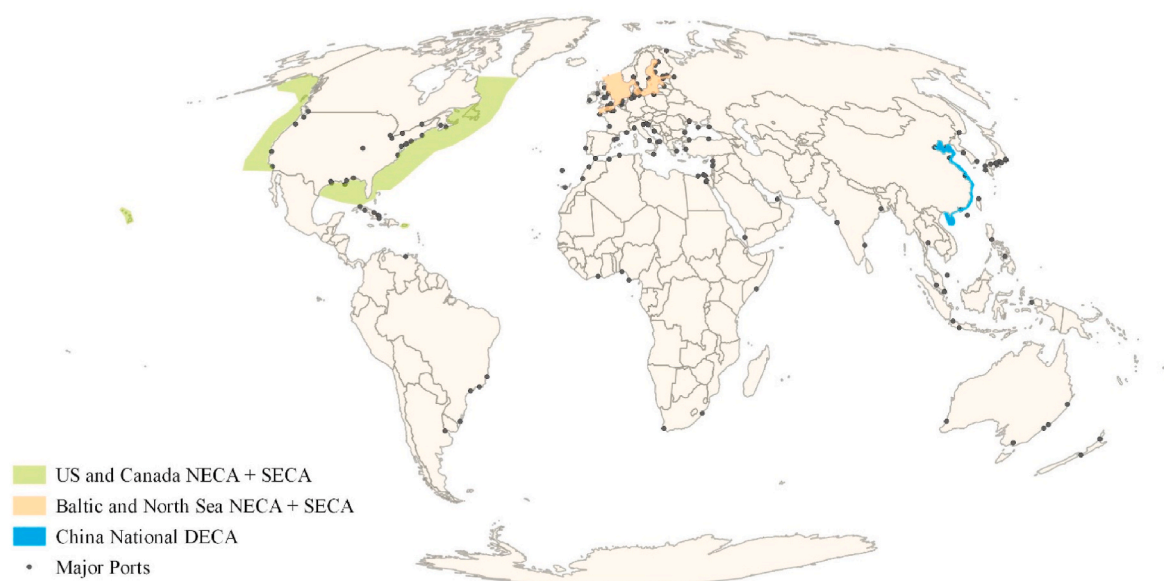 US and Canada NECA + SECA
Baltic and North Sea NECA + SECA
China National DECA
Major Ports